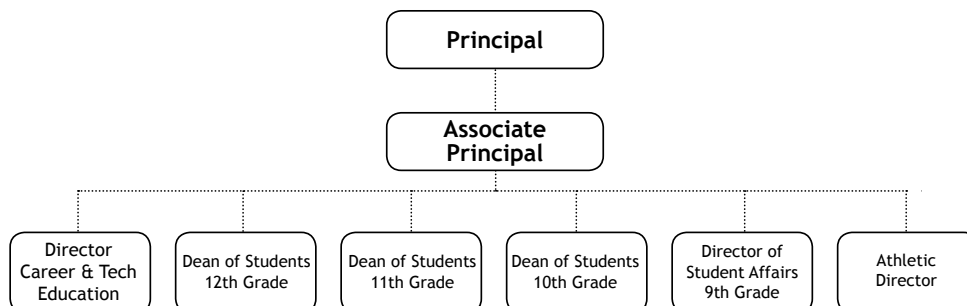 Principal
Associate
Principal
Director
Career & Tech
Education
Dean of Students
12th Grade
Dean of Students
11th Grade
Dean of Students
10th Grade
Director of
Student Affairs
9th Grade
Athletic
Director